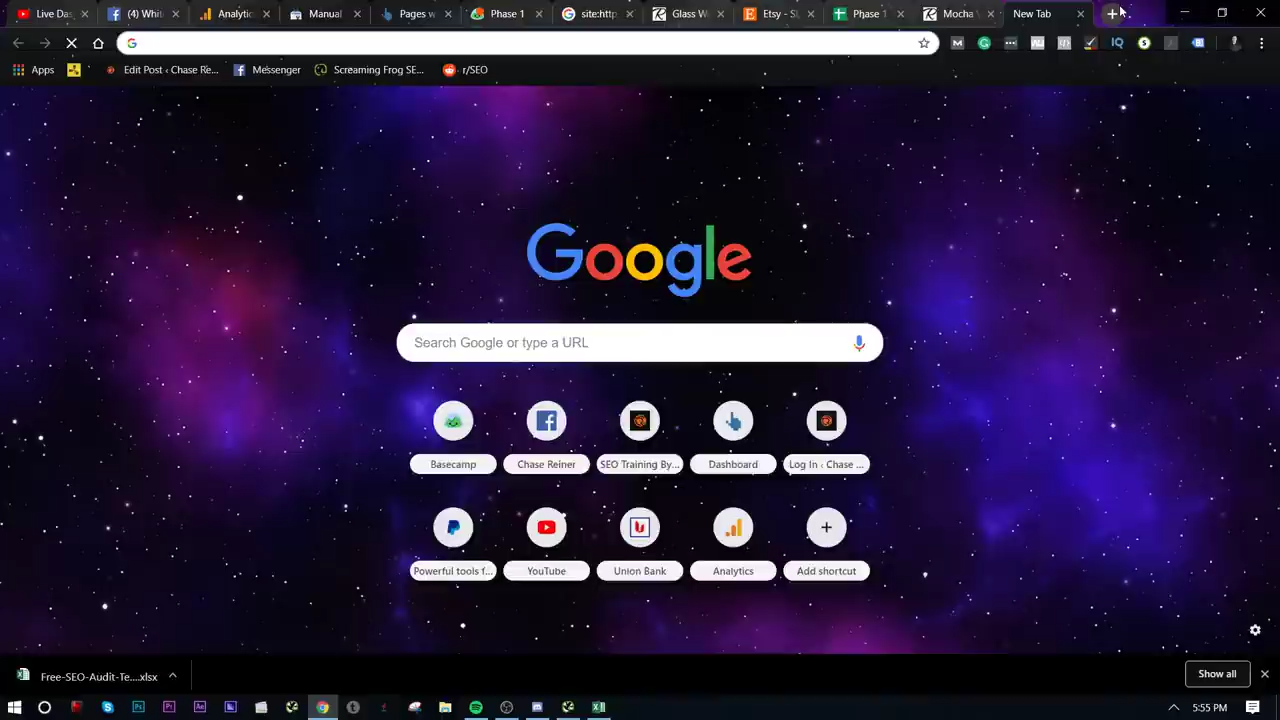 Live Das
(4) Whit
Analytic
Manual
Pages w
Phase 1
site:http
Glass W
Etsy - SL
Phase 1
Mocha
New Tab
Apps
Edit Post ‹ Chase Re...
Messenger
Screaming Frog SE...
r/SEO
Google
Search Google or type a URL
Basecamp
Chase Reiner
SEO Training By...
Dashboard
Log In ‹ Chase ...
Powerful tools f...
YouTube
Union Bank
Analytics
Add shortcut
Free-SEO-Audit-Te....xlsx
Show all
5:55 PM